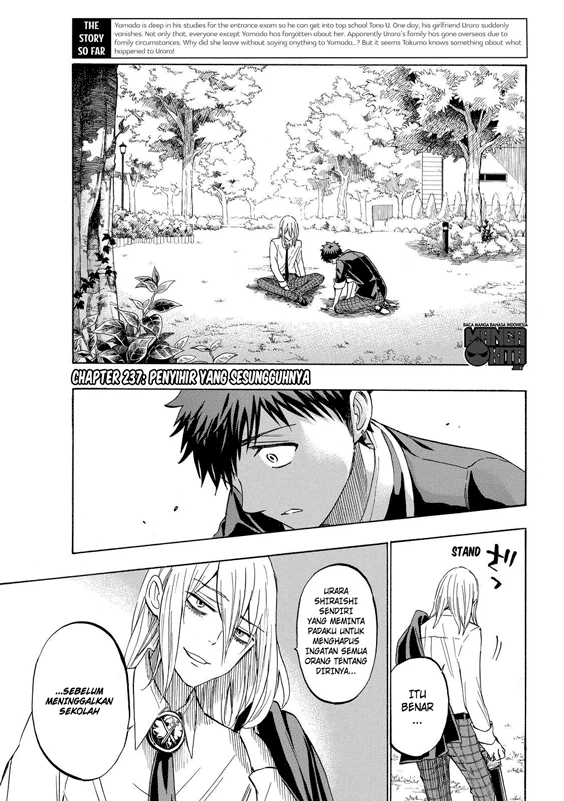 THE
STORY
SO FAR
Yamada is deep in his studies for the entrance exam so he can get into top school Tono U. One day, his girlfriend Urara suddenly
vanishes. Not only that, everyone except Yamada has forgotten about her. Apparently Urara's family has gone overseas due to
family circumstances. Why did she leave without saying anything to Yamada...? But it seems Takuma knows something about what
happened to Urara!
BACA MANGA BAHASA INDONESIA
MANGA
KITA
CHAPTER 237: PENYIHIR YANG SESUNGGUHNYA
STAND
ざっ
ITU
BENAR
...
URARA
SHIRAISHI
SENDIRI
YANG MEMINTA
PADAKU UNTUK
MENGHAPUS
INGATAN SEMUA
ORANG TENTANG
DIRINYA...
...SEBELUM
MENINGGALKAN
SEKOLAH